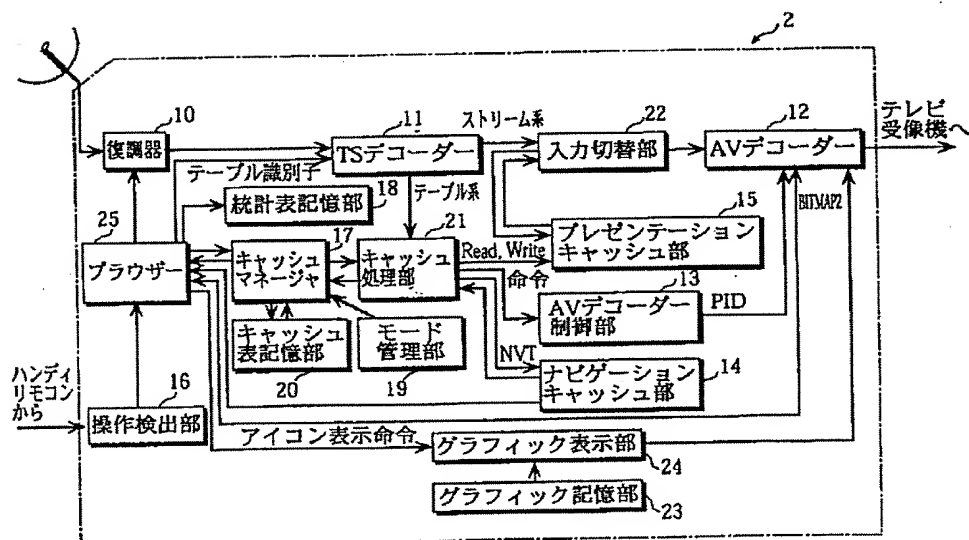 2
10
復調器
11
TSデコーダー
ストリーム系
22
入力切替部
12
AVデコーダー
テレビ
受像機へ
テーブル識別子
18
統計表記憶部
テーブル系
BITMAP2
25
ブラウザー
17
キャッシュ
マネージャ
21
キャッシュ
処理部
Read, Write
命令
15
プレゼンテーション
キャッシュ部
13
AVデコーダー
制御部
PID
キャッシュ
表記憶部
20
モード
管理部
19
NVT
ナビゲーション
キャッシュ部
14
ハンディ
リモコン
から
16
操作検出部
アイコン表示命令
グラフィック表示部
24
グラフィック記憶部
23